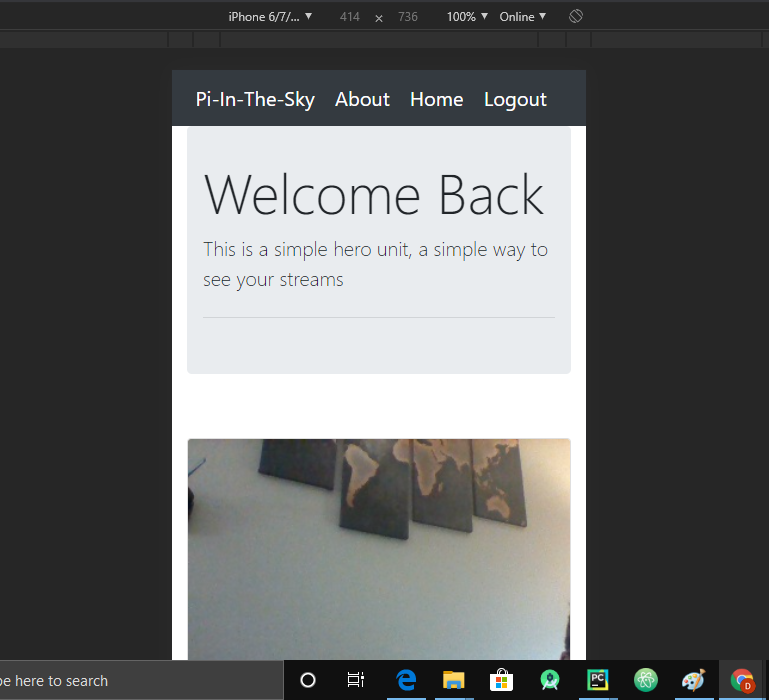 iPhone 6/7/... ▼ 414 × 736 100% ▼ Online ▼
Pi-In-The-Sky About Home Logout
Welcome Back
This is a simple hero unit, a simple way to
see your streams
pe here to search
PC
D